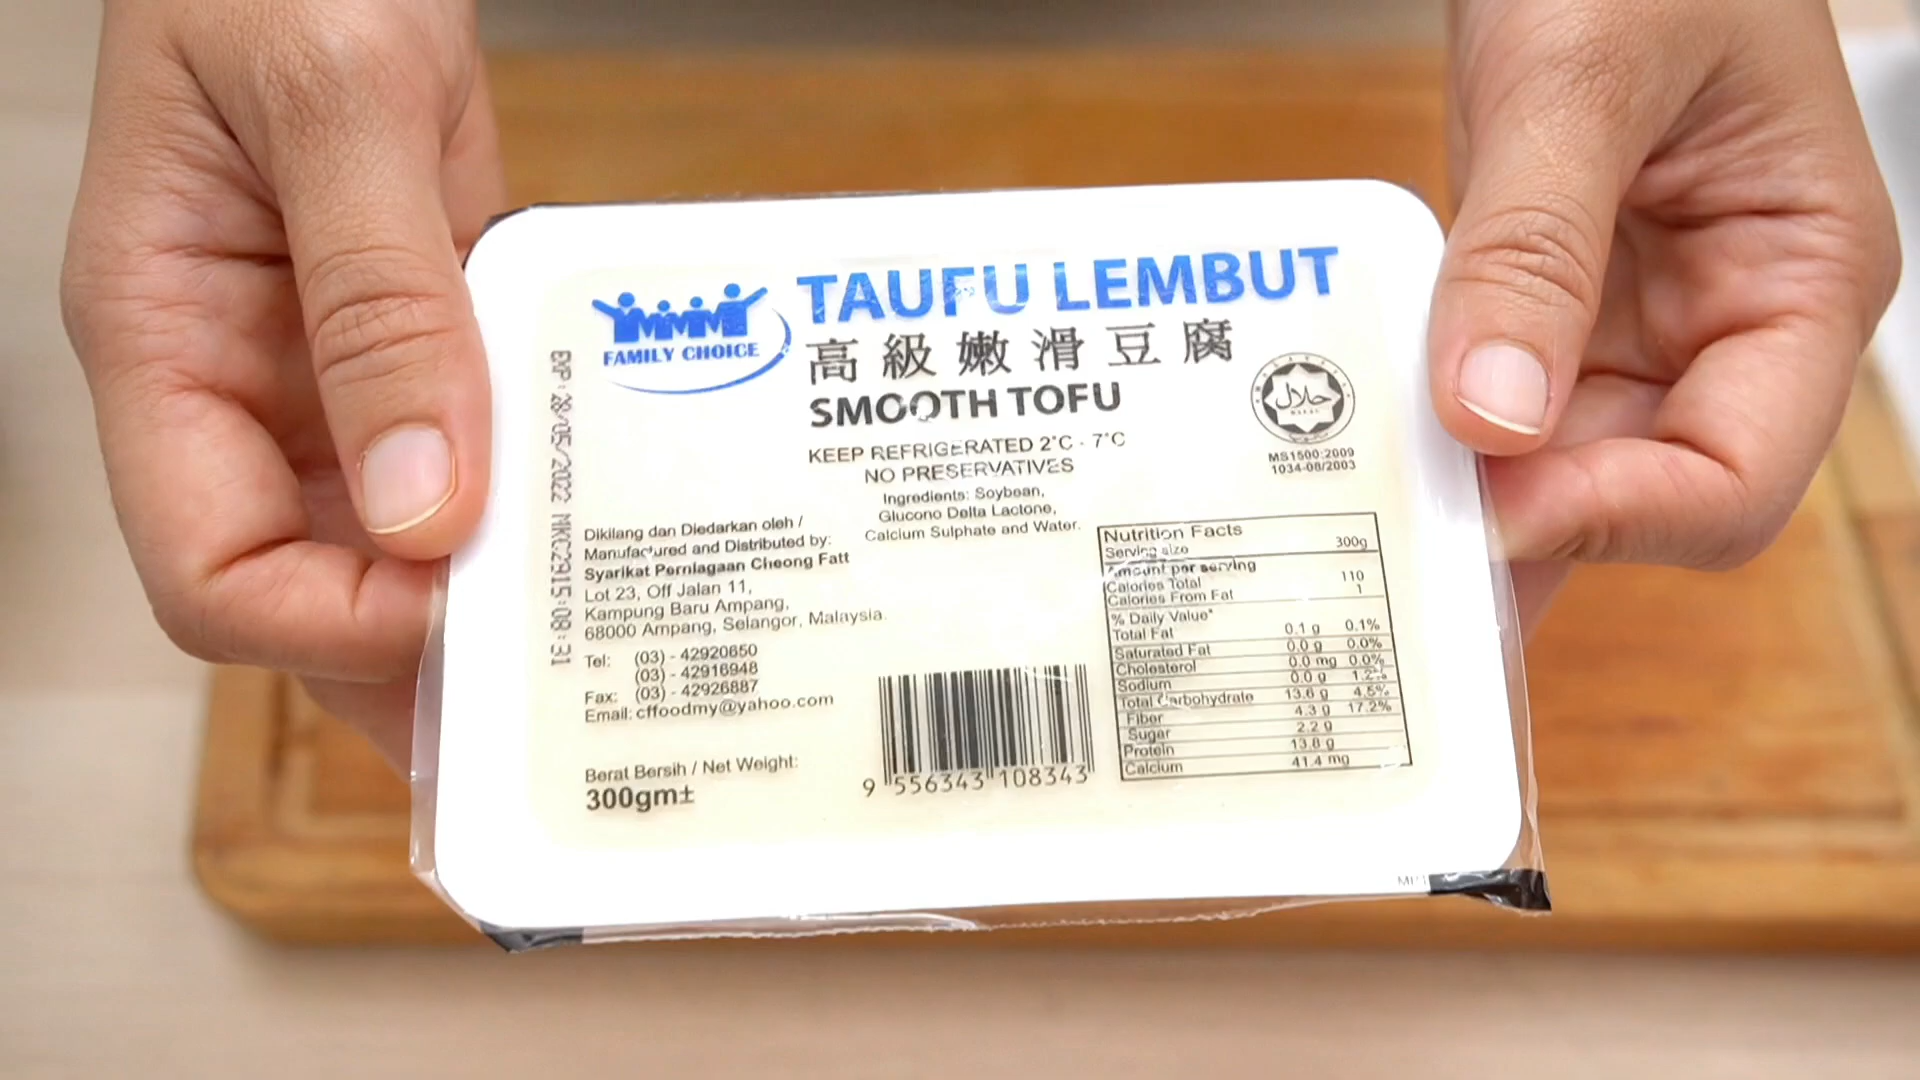 FAMILY CHOICE
TAUFU LEMBUT
高級嫩滑豆腐
SMOOTH TOFU
KEEP REFRIGERATED 2°C - 7°C
NO PRESERVATIVES
Ingredients: Soybean,
Glucono Delta Lactone,
Calcium Sulphate and Water.
حلال
HALAL
MS1500:2009
1034-08/2003
EXP: 28/05/2022
Dikilang dan Diedarkan oleh /
Manufactured and Distributed by:
Syarikat Perniagaan Cheong Fatt
Lot 23, Off Jalan 11,
Kampung Baru Ampang,
68000 Ampang, Selangor, Malaysia.
Tel: (03) - 42920650
(03) - 42916948
Fax: (03) - 42926887
Email: cffoodmy@yahoo.com
Berat Bersih / Net Weight:
300gm±
9 556343 108343
Nutrition Facts
Serving size 300g
Amount per serving
Calories Total 110
Calories From Fat 1
% Daily Value*
Total Fat 0.1 g 0.1%
Saturated Fat 0.0 g 0.0%
Cholesterol 0.0 mg 0.0%
Sodium 0.0 g 1.2%
Total Carbohydrate 13.6 g 4.5%
Fiber 4.3 g 17.2%
Sugar 2.2 g
Protein 13.8 g
Calcium 41.4 mg